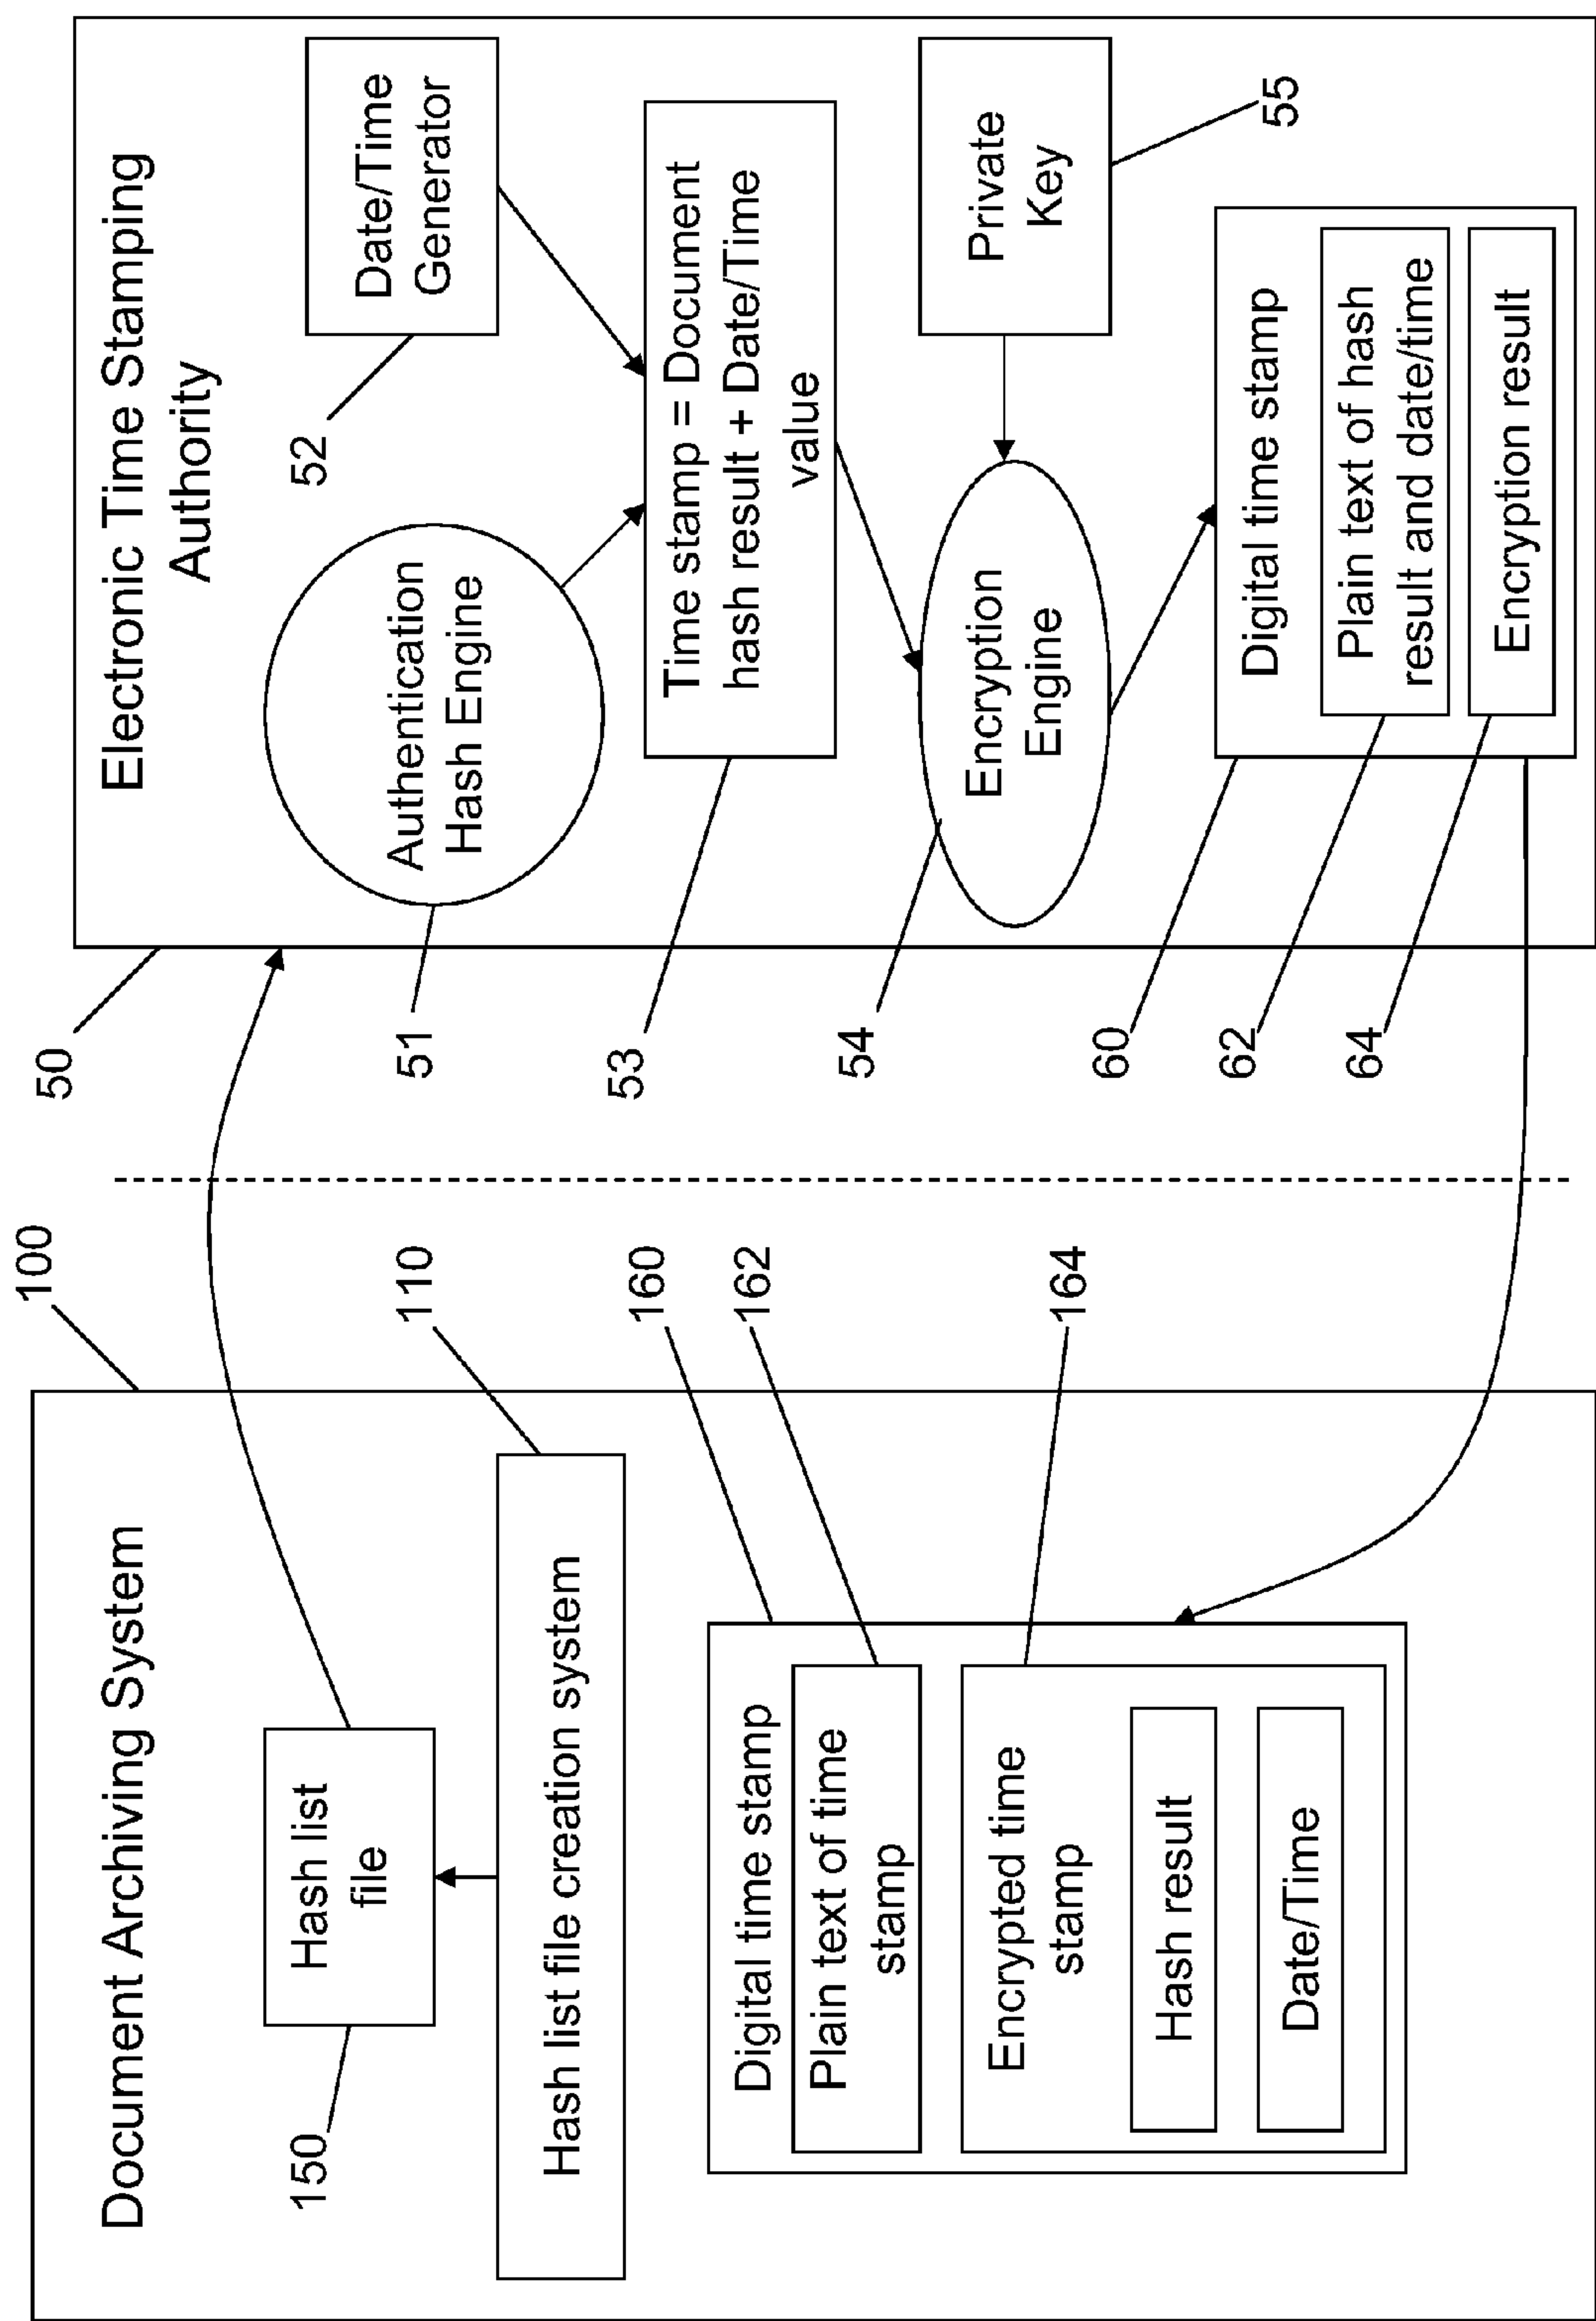 Document Archiving System
100
Hash list
file
150
110
Hash list file creation system
160
162
164
Digital time stamp
Plain text of time
stamp
Encrypted time
stamp
Hash result
Date/Time
Electronic Time Stamping
Authority
50
Authentication
Hash Engine
51
Date/Time
Generator
52
Time stamp = Document
hash result + Date/Time
value
53
Encryption
Engine
54
Private
Key
55
Digital time stamp
60
Plain text of hash
result and date/time
62
Encryption result
64